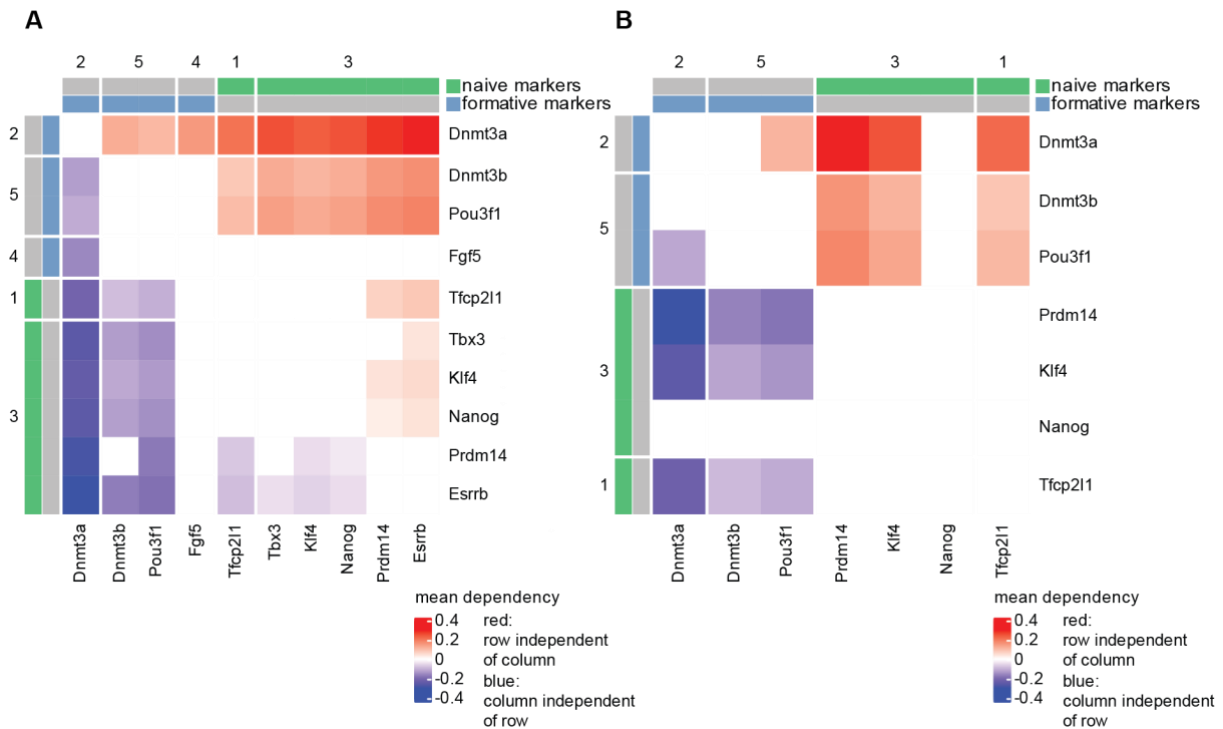 A
2 5 4 1 3
naive markers
formative markers
2 Dnmt3a
5 Dnmt3b
Pou3f1
4 Fgf5
1 Tfcp2l1
3 Tbx3
Klf4
Nanog
Prdm14
Esrrb
Dnmt3a Dnmt3b Pou3f1 Fgf5 Tfcp2l1 Tbx3 Klf4 Nanog Prdm14 Esrrb
mean dependency
0.4 red:
0.2 row independent
0 of column
-0.2 blue:
-0.4 column independent
of row
B
2 5 3 1
naive markers
formative markers
2 Dnmt3a
5 Dnmt3b
Pou3f1
3 Prdm14
Klf4
Nanog
1 Tfcp2l1
Dnmt3a Dnmt3b Pou3f1 Prdm14 Klf4 Nanog Tfcp2l1
mean dependency
0.4 red:
0.2 row independent
0 of column
-0.2 blue:
-0.4 column independent
of row